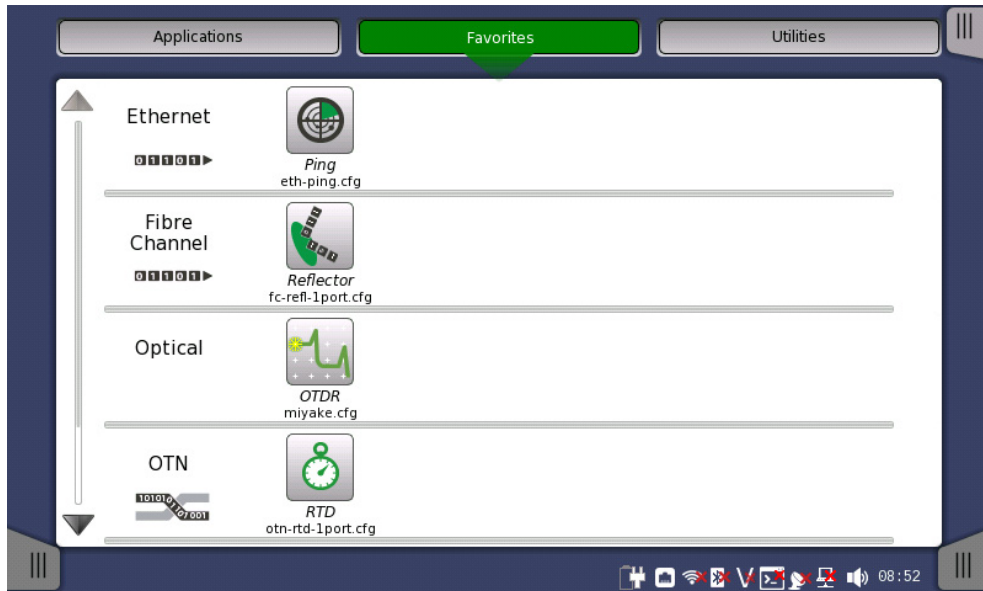 Applications
Favorites
Utilities
Ethernet
01101
Ping
eth-ping.cfg
Fibre
Channel
01101
Reflector
fc-refl-1port.cfg
Optical
OTDR
miyake.cfg
OTN
RTD
otn-rtd-1port.cfg
08:52